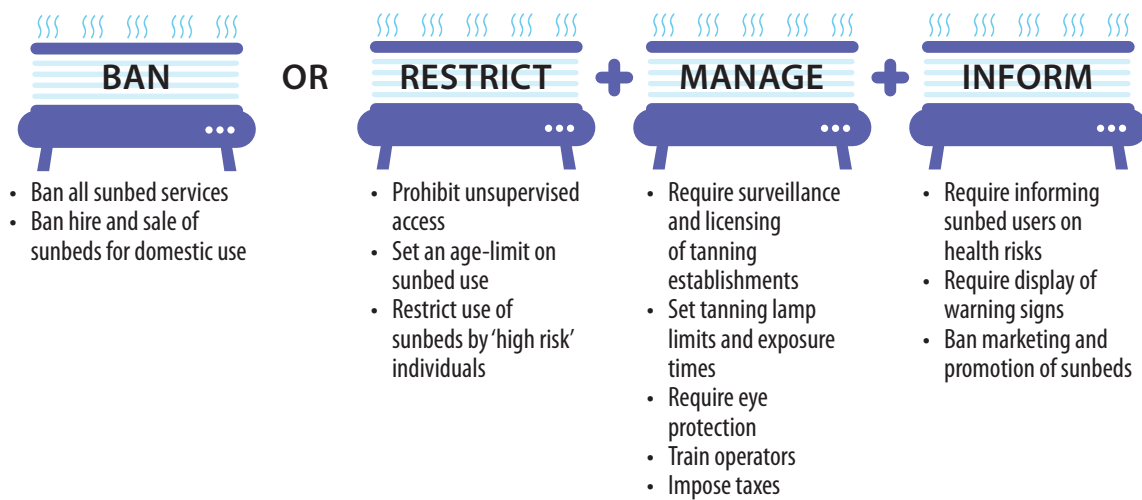 BAN
OR
RESTRICT
MANAGE
INFORM
• Ban all sunbed services
• Ban hire and sale of
sunbeds for domestic use
• Prohibit unsupervised
access
• Set an age-limit on
sunbed use
• Restrict use of
sunbeds by ‘high risk’
individuals
• Require surveillance
and licensing
of tanning
establishments
• Set tanning lamp
limits and exposure
times
• Require eye
protection
• Train operators
• Impose taxes
• Require informing
sunbed users on
health risks
• Require display of
warning signs
• Ban marketing and
promotion of sunbeds